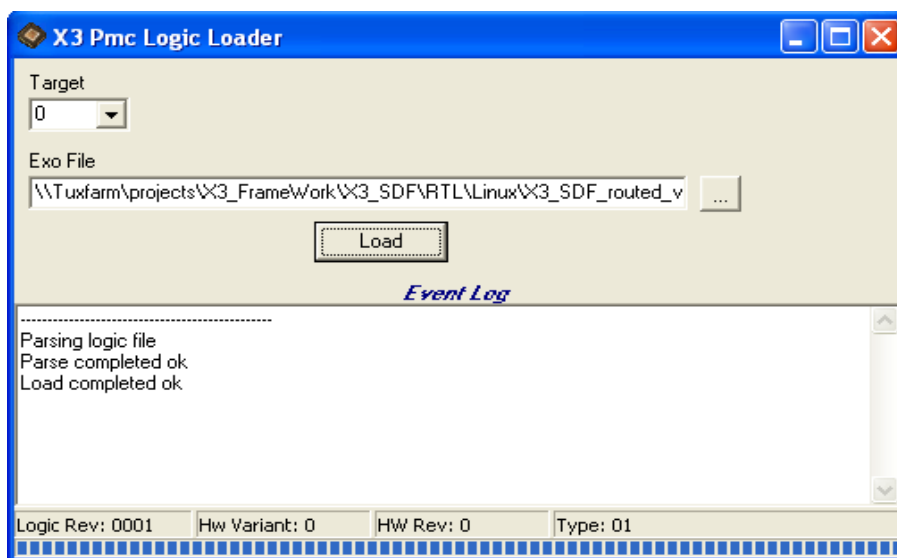 X3 Pmc Logic Loader
Target
0
Exo File
\\Tuxfarm\projects\X3_FrameWork\X3_SDF\RTL\Linux\X3_SDF_routed_v
...
Load
Event Log
-----------------------------------------------
Parsing logic file
Parse completed ok
Load completed ok
Logic Rev: 0001 Hw Variant: 0 HW Rev: 0 Type: 01